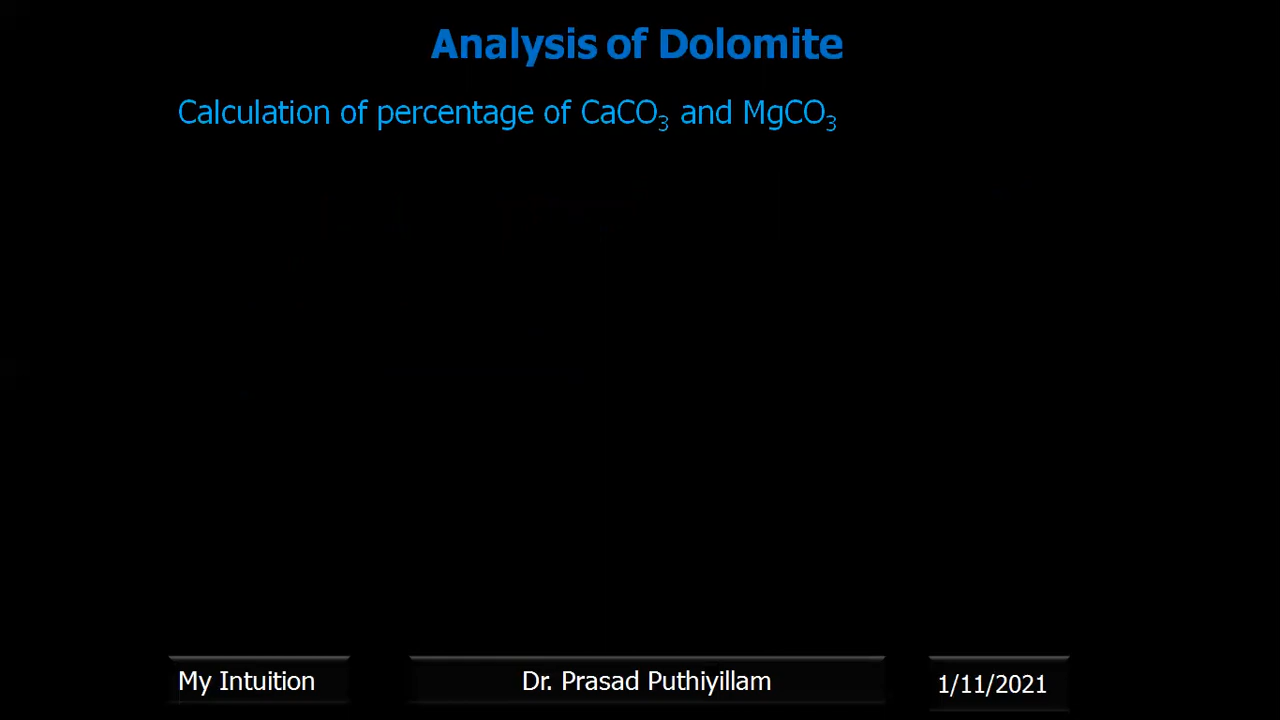 Analysis of Dolomite
Calculation of percentage of CaCO₃ and MgCO₃
My Intuition
Dr. Prasad Puthiyillam
1/11/2021